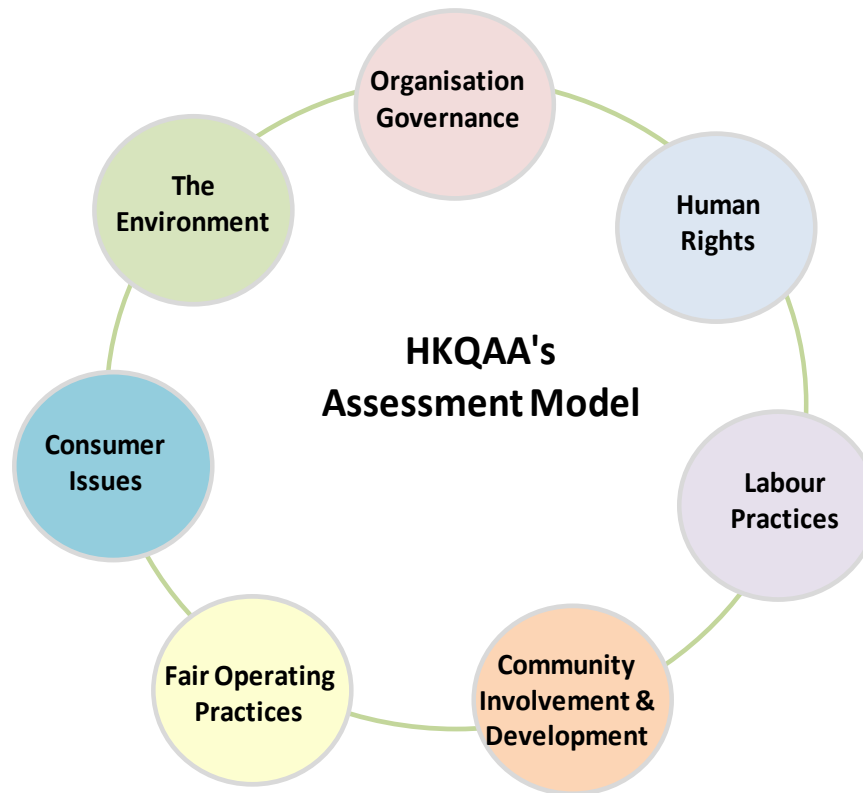 Organisation
Governance
The
Environment
Human
Rights
HKQAA's
Assessment Model
Consumer
Issues
Labour
Practices
Fair Operating
Practices
Community
Involvement &
Development